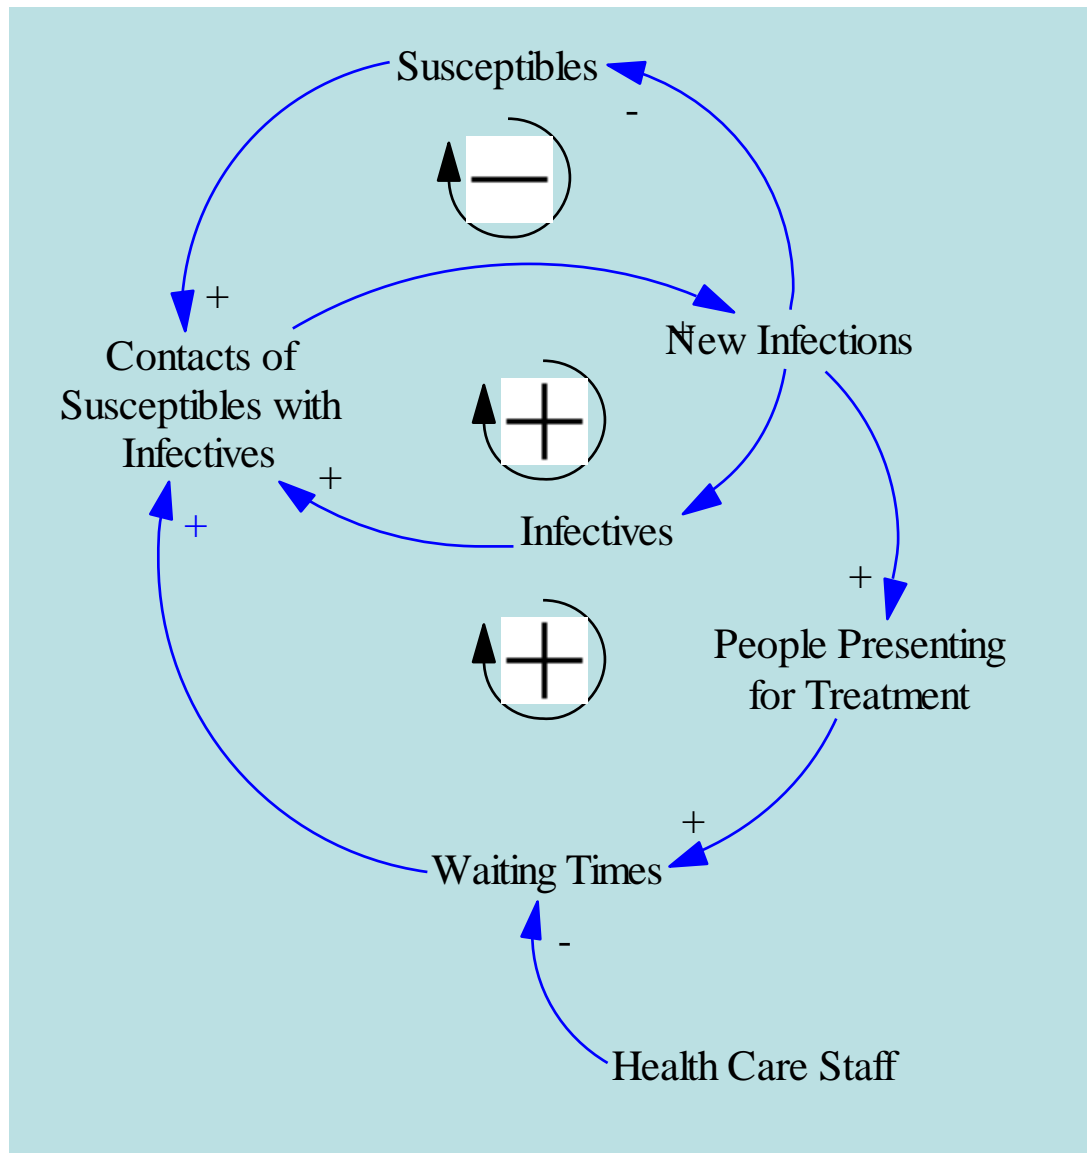 Susceptibles
-
+
+
New Infections
Contacts of
Susceptibles with
Infectives
+
+
Infectives
+
People Presenting
for Treatment
+
Waiting Times
-
Health Care Staff